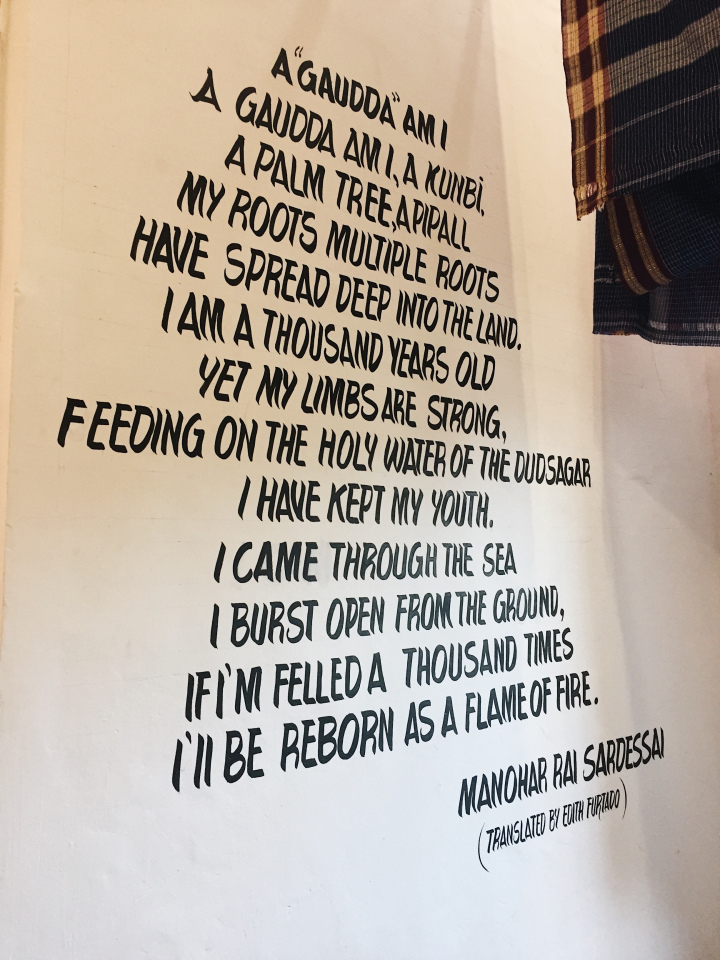 A "GAUDDA" AM I
A GAUDDA AM I, A KUNBI.
A PALM TREE, A PIPALL
MY ROOTS MULTIPLE ROOTS
HAVE SPREAD DEEP INTO THE LAND.
I AM A THOUSAND YEARS OLD
YET MY LIMBS ARE STRONG,
FEEDING ON THE HOLY WATER OF THE DUDSAGAR
I HAVE KEPT MY YOUTH.
I CAME THROUGH THE SEA
I BURST OPEN FROM THE GROUND,
IF I'M FELLED A THOUSAND TIMES
I'll BE REBORN AS A FLAME OF FIRE.
MANOHAR RAI SARDESSAI
(TRANSLATED BY EDITH FURTADO)